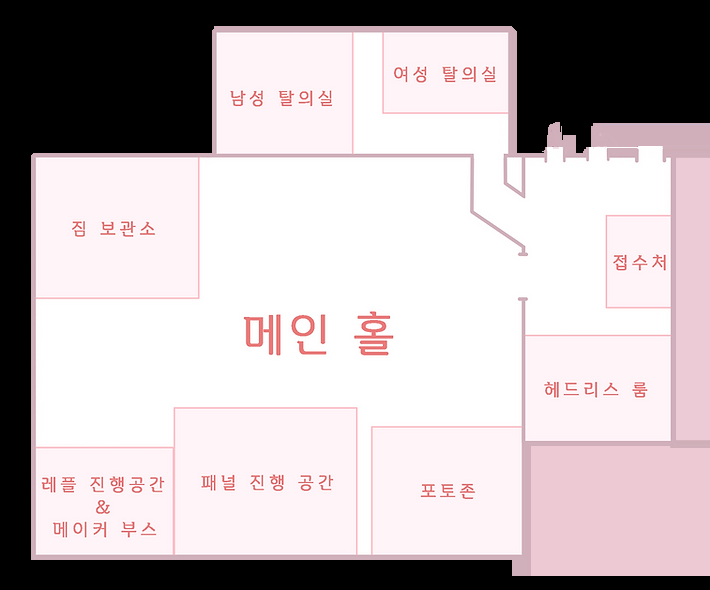 여성 탈의실
남성 탈의실
짐 보관소
접수처
메인 홀
헤드리스 룸
레플 진행공간
&
메이커 부스
패널 진행 공간
포토존